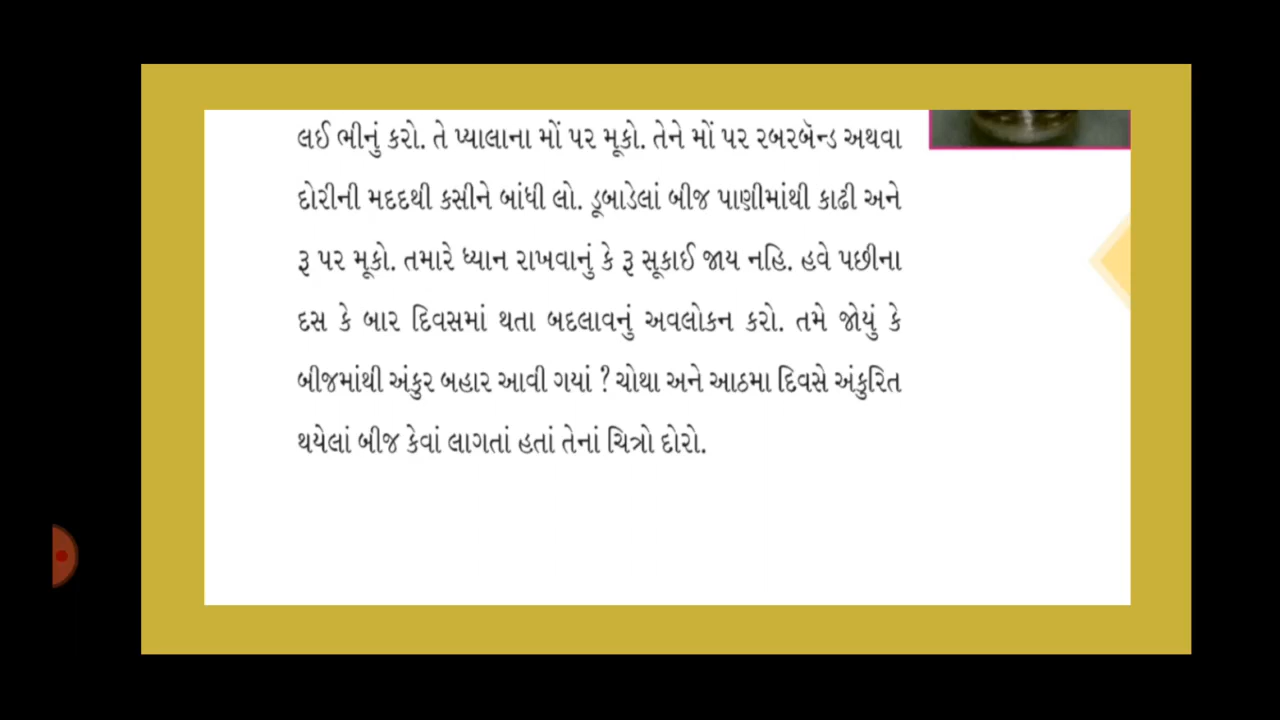 લઈ ભીનું કરો. તે પ્યાલાના મોં પર મૂકો. તેને મોં પર રબરબૅન્ડ અથવા
દોરીની મદદથી કસીને બાંધી લો. ડૂબાડેલાં બીજ પાણીમાંથી કાઢી અને
રૂ પર મૂકો. તમારે ધ્યાન રાખવાનું કે રૂ સૂકાઈ જાય નહિ. હવે પછીના
દસ કે બાર દિવસમાં થતા બદલાવનું અવલોકન કરો. તમે જોયું કે
બીજમાંથી અંકુર બહાર આવી ગયાં ? ચોથા અને આઠમા દિવસે અંકુરિત
થયેલાં બીજ કેવાં લાગતાં હતાં તેનાં ચિત્રો દોરો.